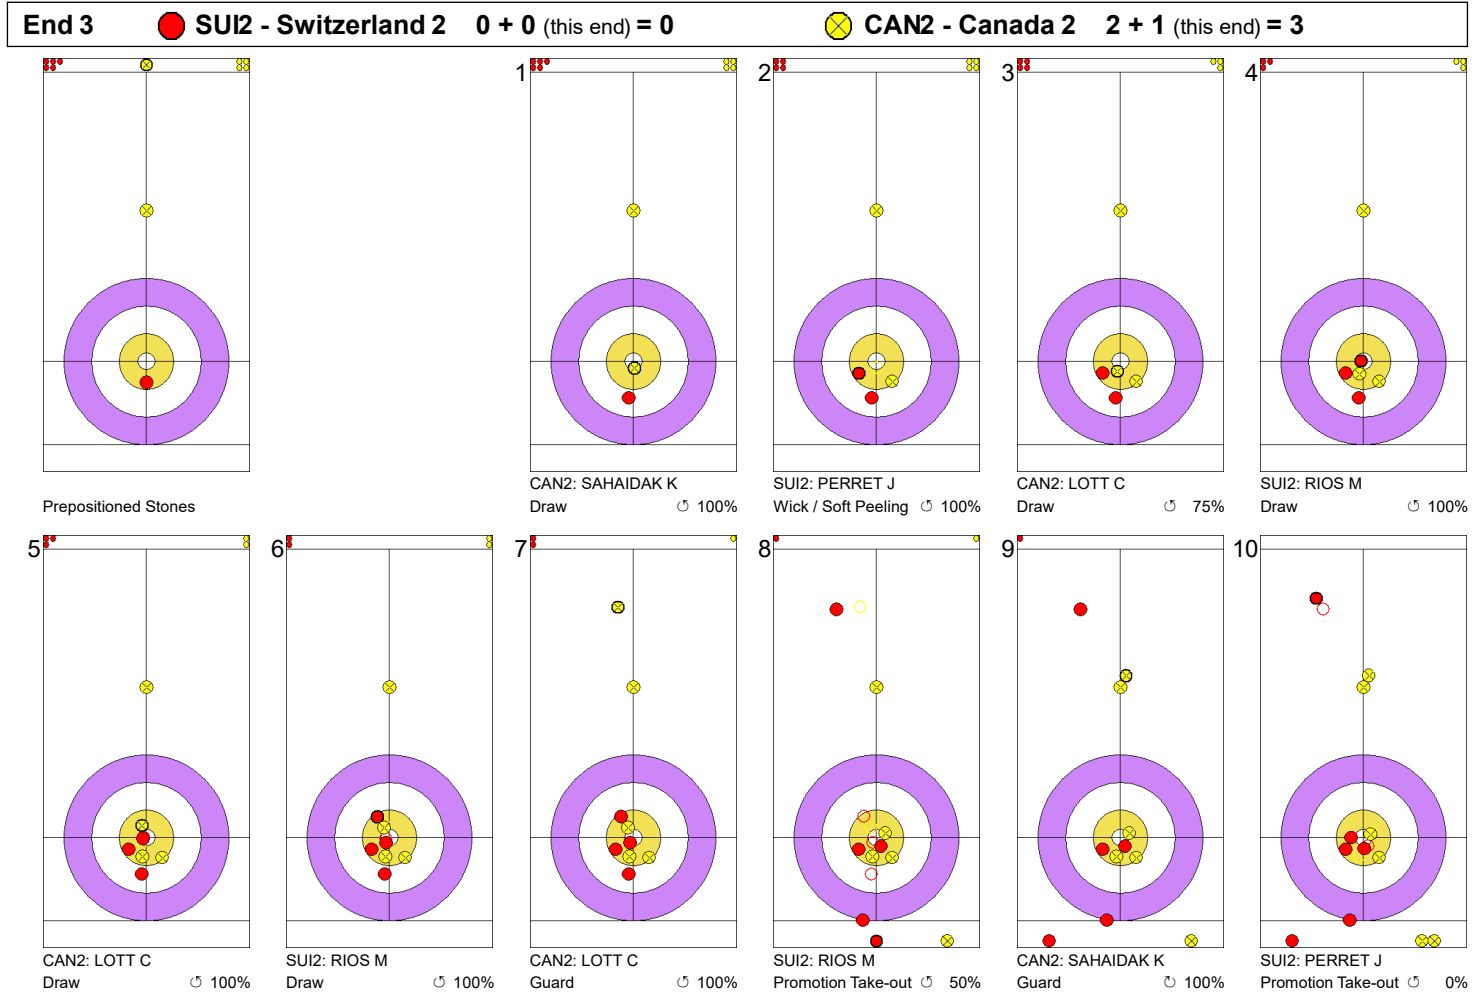 End 3 SUI2 - Switzerland 2 0 + 0 (this end) = 0 CAN2 - Canada 2 2 + 1 (this end) = 3
1 2 3 4
CAN2: SAHAIDAK K SUI2: PERRET J CAN2: LOTT C SUI2: RIOS M
Prepositioned Stones Draw ↺ 100% Wick / Soft Peeling ↺ 100% Draw ↺ 75% Draw ↺ 100%
5 6 7 8 9 10
CAN2: LOTT C SUI2: RIOS M CAN2: LOTT C SUI2: RIOS M CAN2: SAHAIDAK K SUI2: PERRET J
Draw ↺ 100% Draw ↺ 100% Guard ↺ 100% Promotion Take-out ↺ 50% Guard ↺ 100% Promotion Take-out ↺ 0%